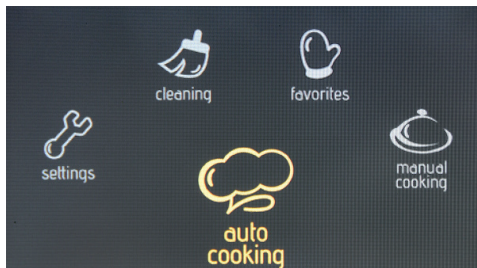 cleaning
favorites
settings
manual
cooking
auto
cooking